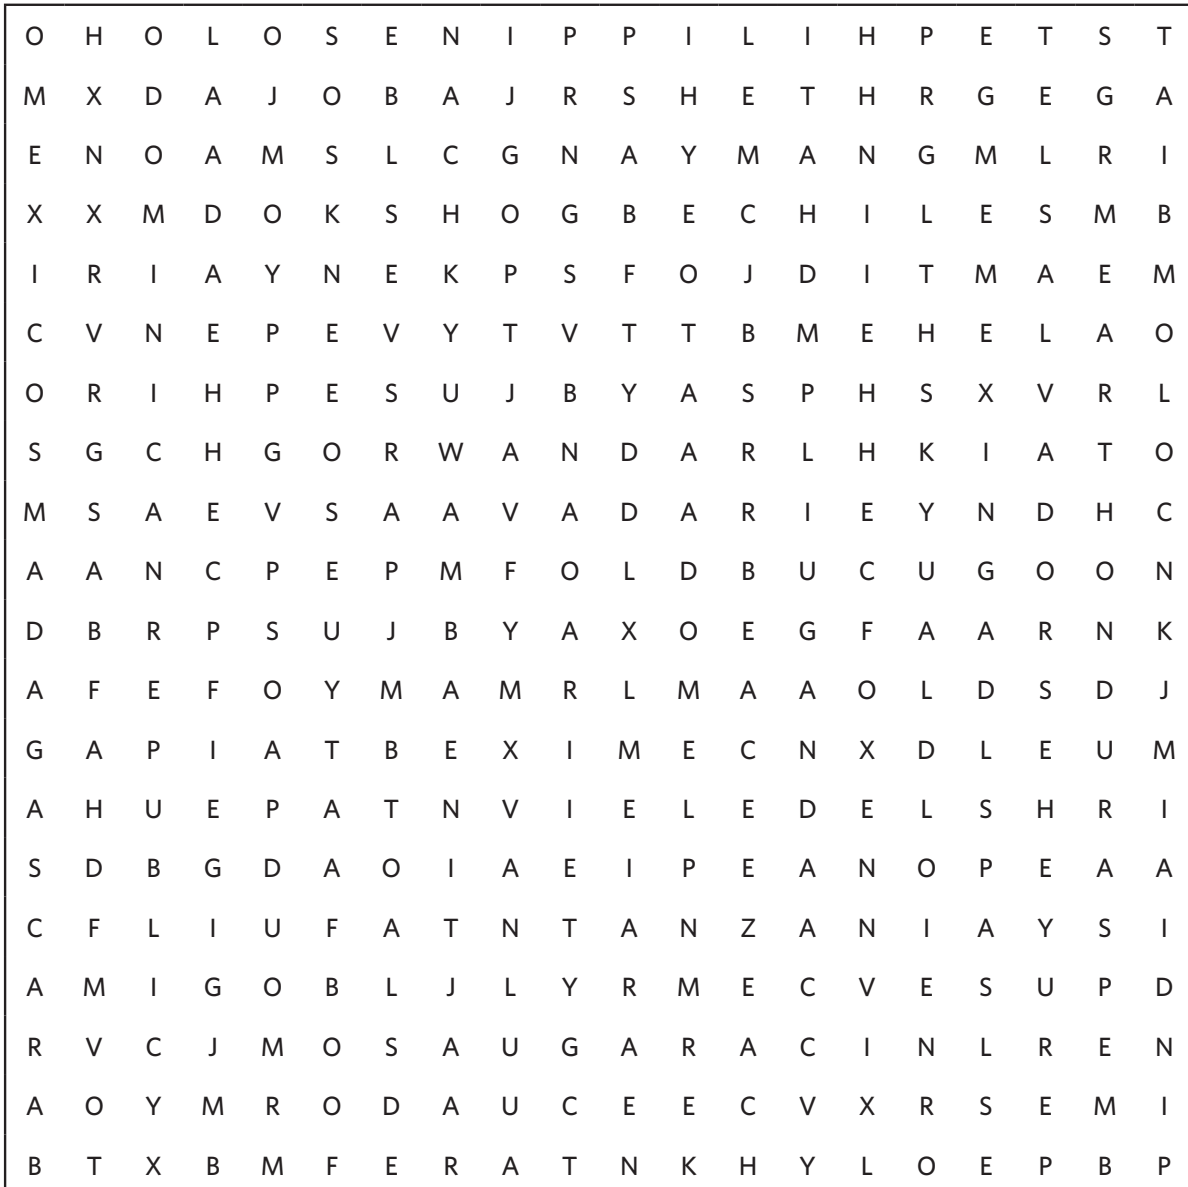 O H O L O S E N I P P I L I H P E T S T
M X D A J O B A J R S H E T H R G E G A
E N O A M S L C G N A Y M A N G M L R I
X X M D O K S H O G B E C H I L E S M B
I R I A Y N E K P S F O J D I T M A E M
C V N E P E V Y T V T T B M E H E L A O
O R I H P E S U J B Y A S P H S X V R L
S G C H G O R W A N D A R L H K I A T O
M S A E V S A A V A D A R I E Y N D H C
A A N C P E P M F O L D B U C U G O O N
D B R P S U J B Y A X O E G F A A R N K
A F E F O Y M A M R L M A A O L D S D J
G A P I A T B E X I M E C N X D L E U M
A H U E P A T N V I E L E D E L S H R I
S D B G D A O I A E I P E A N O P E A A
C F L I U F A T N T A N Z A N I A Y S I
A M I G O B L J L Y R M E C V E S U P D
R V C J M O S A U G A R A C I N L R E N
A O Y M R O D A U C E E C V X R S E M I
B T X B M F E R A T N K H Y L O E P B P